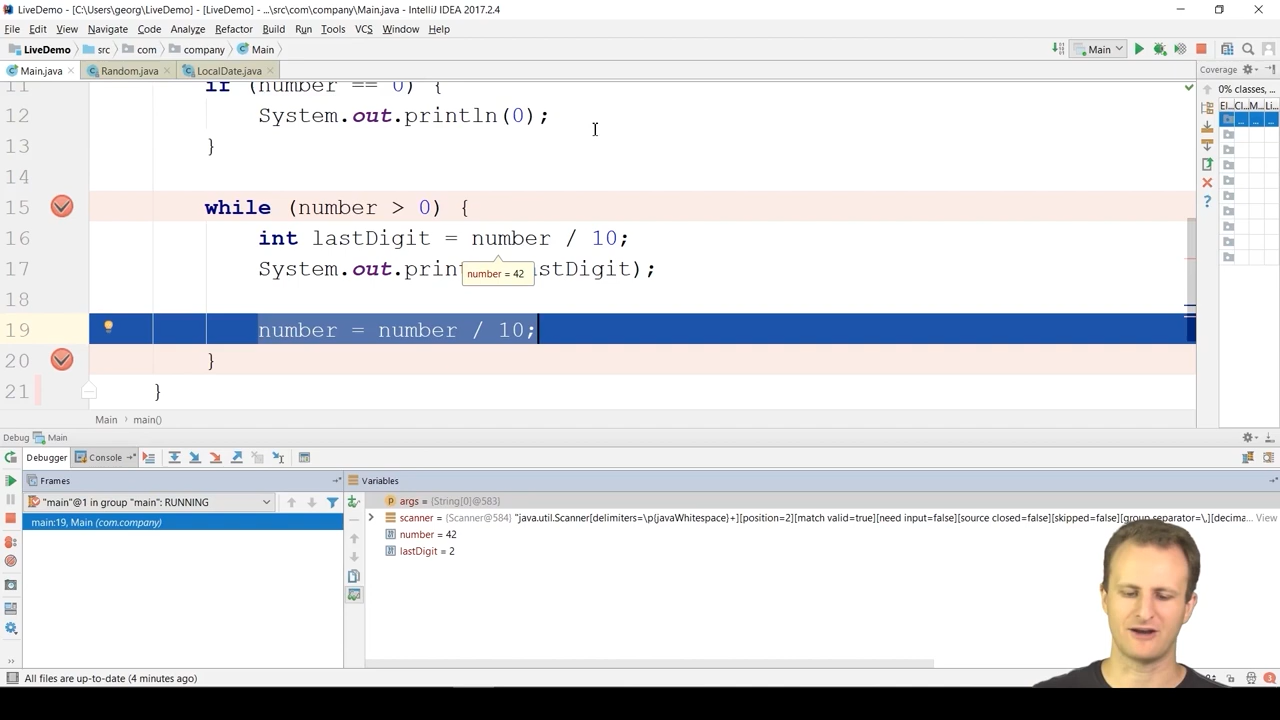 LiveDemo - [C:\Users\georg\LiveDemo] - [LiveDemo] - ...\src\com\company\Main.java - IntelliJ IDEA 2017.2.4
File Edit View Navigate Code Analyze Refactor Build Run Tools VCS Window Help
LiveDemo src com company Main Main
Main.java Random.java LocalDate.java Coverage
0% classes, ...
11 if (number == 0) {
El... Cl... M... Li...
12 System.out.println(0);
... ... ...
13 }
14
15 while (number > 0) {
16 int lastDigit = number / 10;
17 System.out.prin stDigit);
number = 42
18
19 number = number / 10;
20 }
21 }
Main main()
Debug Main
Debugger Console
Frames Variables
"main"@1 in group "main": RUNNING
args = {String[0]@583}
main:19, Main (com.company)
scanner = {Scanner@584} "java.util.Scanner[delimiters=\p{javaWhitespace}+][position=2][match valid=true][need input=false][source closed=false][skipped=false][group separator=\,][decima... View
number = 42
lastDigit = 2
All files are up-to-date (4 minutes ago)